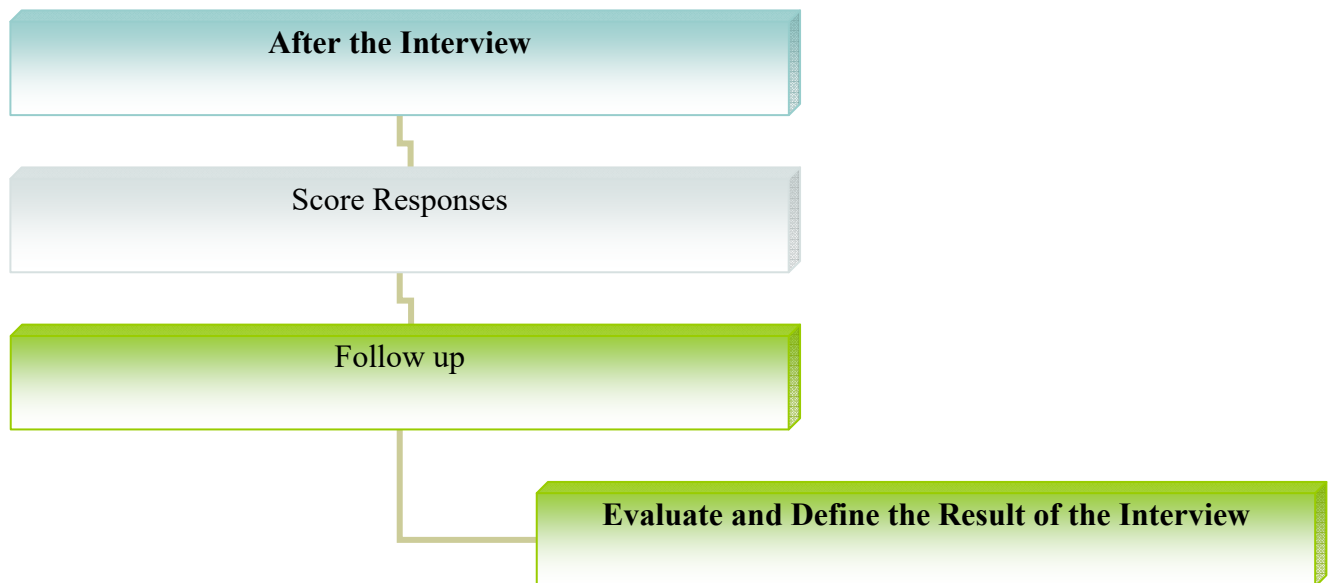 After the Interview
Score Responses
Follow up
Evaluate and Define the Result of the Interview